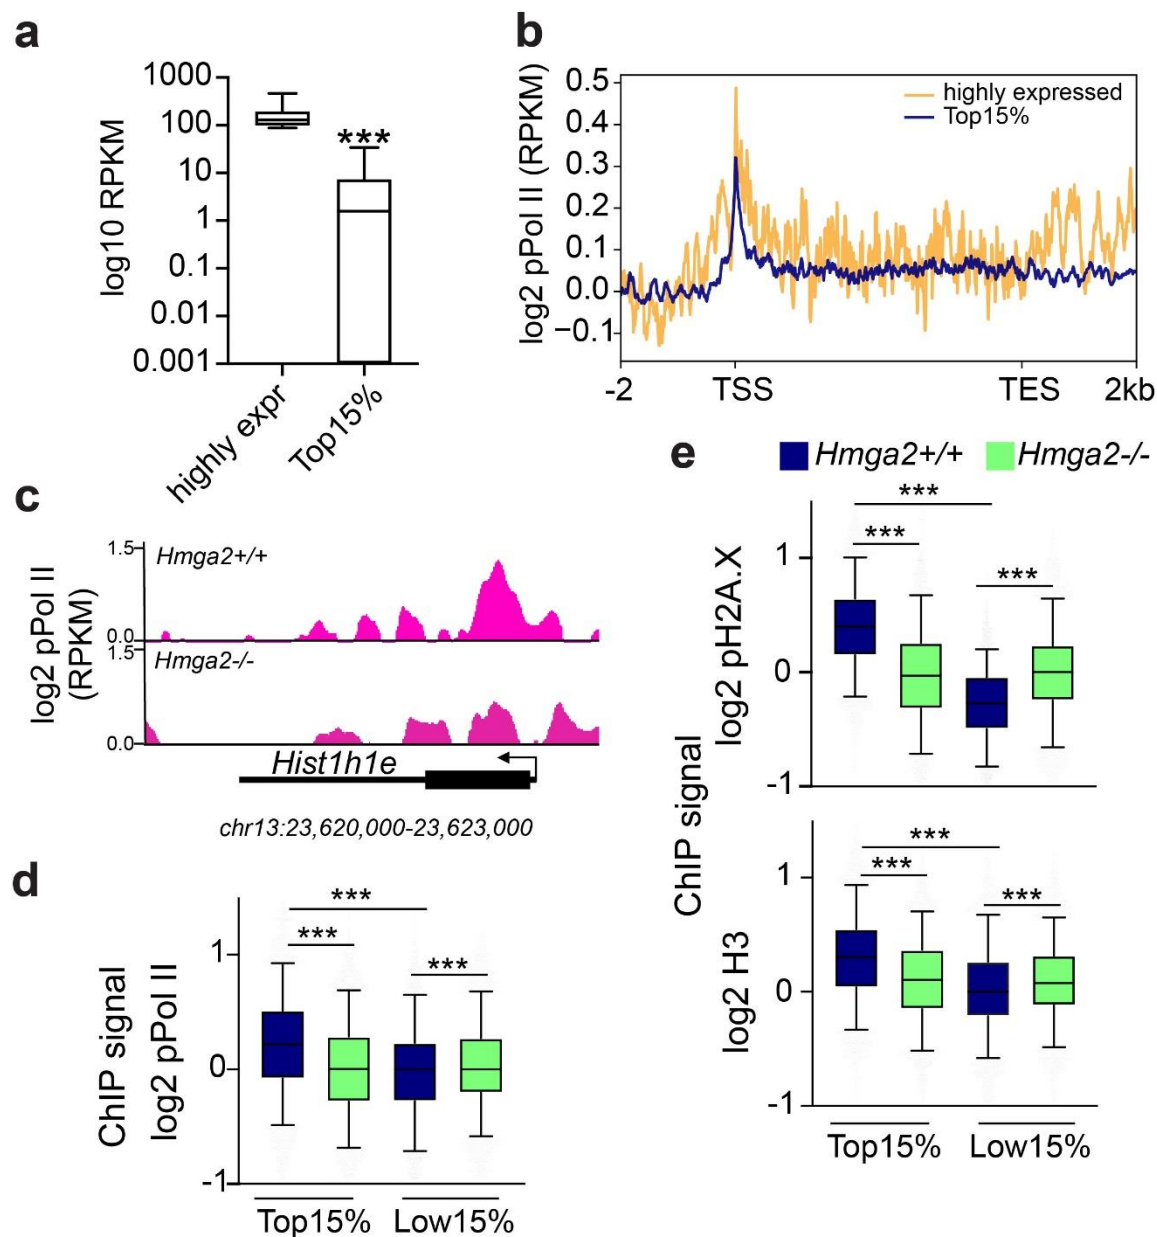 a
1000
100
10
1
0.1
0.01
0.001
log10 RPKM
***
highly expr
Top15%
b
0.5
0.4
0.3
0.2
0.1
0.0
−0.1
log2 pPol II (RPKM)
highly expressed
Top15%
-2
TSS
TES
2kb
c
log2 pPol II
(RPKM)
1.5
Hmga2+/+
0.0
1.5
Hmga2-/-
0.0
Hist1h1e
chr13:23,620,000-23,623,000
d
ChIP signal
log2 pPol II
1
0
-1
***
***
***
Top15%
Low15%
e
Hmga2+/+
Hmga2-/-
ChIP signal
log2 pH2A.X
1
0
-1
***
***
***
log2 H3
1
0
-1
***
***
***
Top15%
Low15%